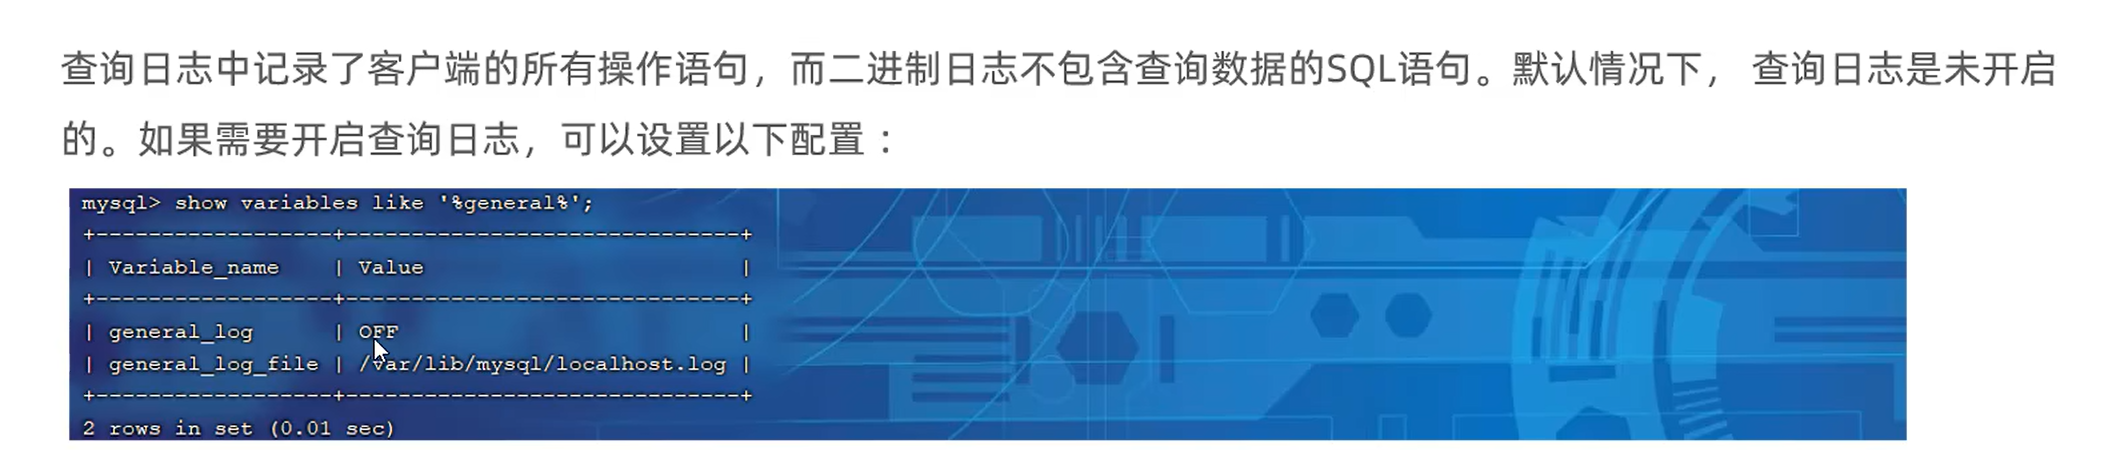 查询日志中记录了客户端的所有操作语句，而二进制日志不包含查询数据的SQL语句。默认情况下， 查询日志是未开启
的。如果需要开启查询日志，可以设置以下配置 ：
mysql> show variables like '%general%';
+------------------+------------------------------+
| Variable_name    | Value                        |
+------------------+------------------------------+
| general_log      | OFF                          |
| general_log_file | /var/lib/mysql/localhost.log |
+------------------+------------------------------+
2 rows in set (0.01 sec)